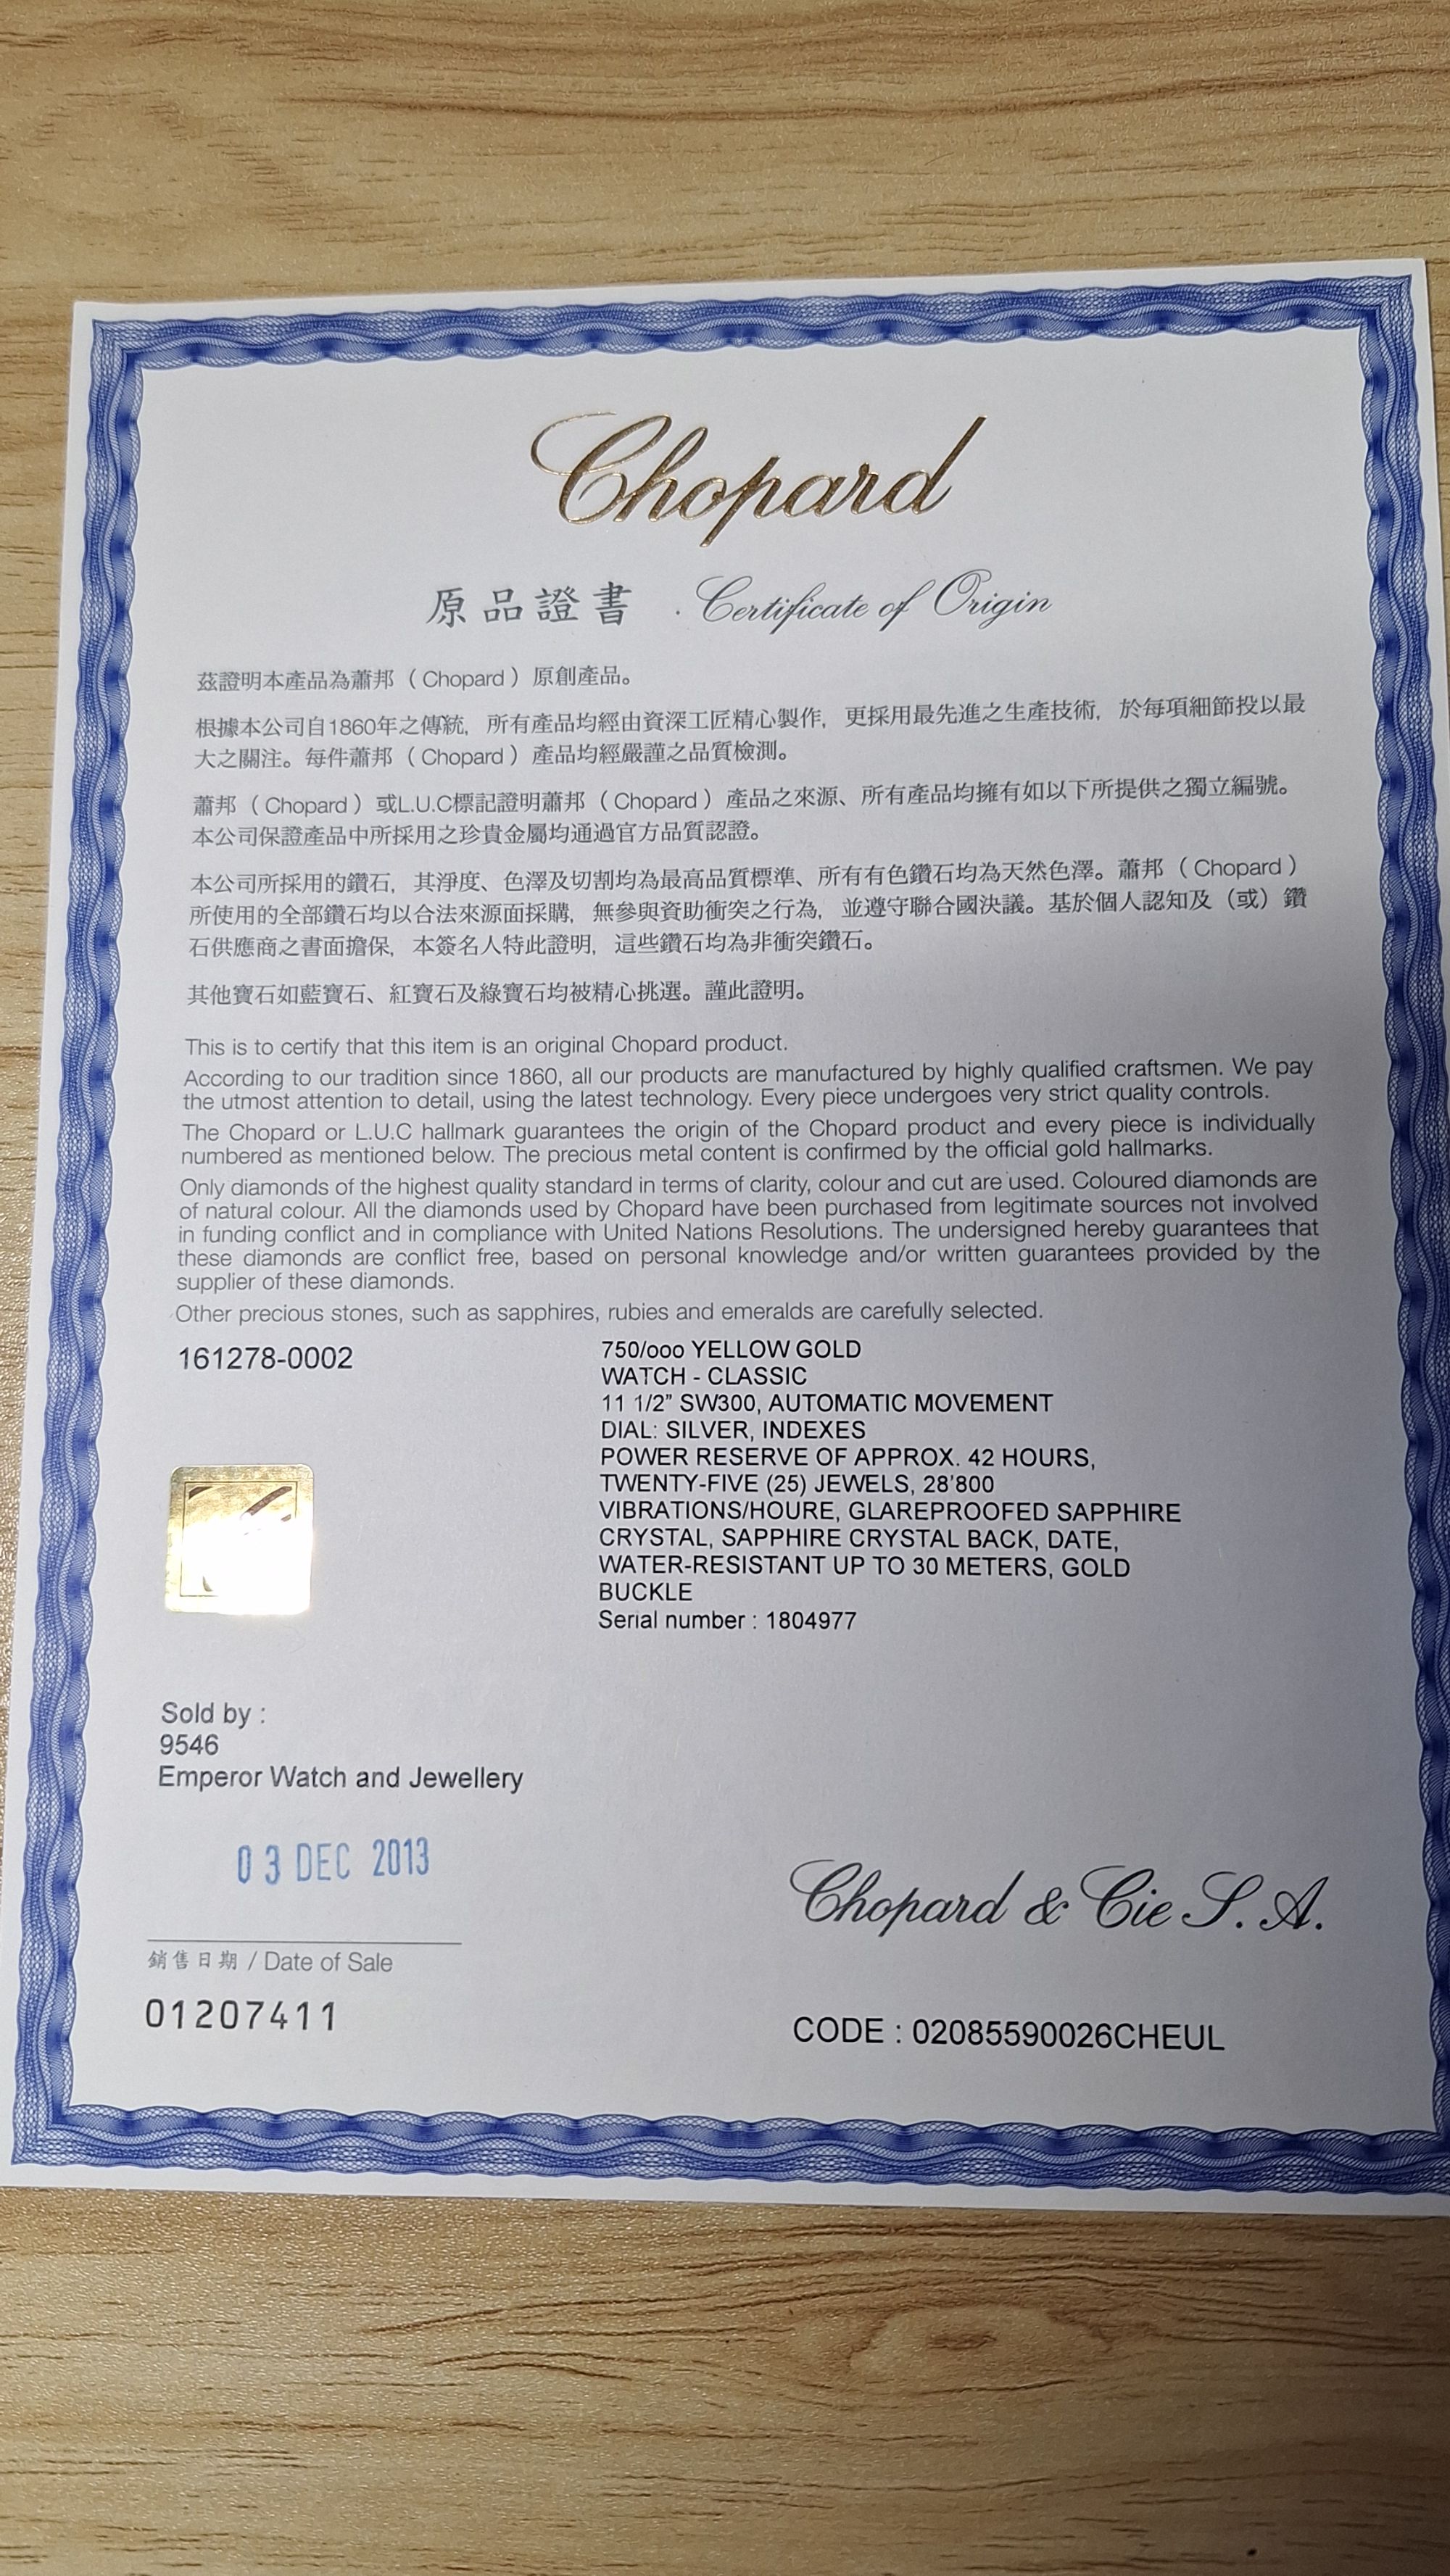 Chopard
原品證書 · Certificate of Origin
茲證明本產品為蕭邦（Chopard）原創產品。
根據本公司自1860年之傳統，所有產品均經由資深工匠精心製作，更採用最先進之生產技術，於每項細節投以最
大之關注。每件蕭邦（Chopard）產品均經嚴謹之品質檢測。
蕭邦（Chopard）或L.U.C標記證明蕭邦（Chopard）產品之來源、所有產品均擁有如以下所提供之獨立編號。
本公司保證產品中所採用之珍貴金屬均通過官方品質認證。
本公司所採用的鑽石，其淨度、色澤及切割均為最高品質標準、所有有色鑽石均為天然色澤。蕭邦（Chopard）
所使用的全部鑽石均以合法來源面採購，無參與資助衝突之行為，並遵守聯合國決議。基於個人認知及（或）鑽
石供應商之書面擔保，本簽名人特此證明，這些鑽石均為非衝突鑽石。
其他寶石如藍寶石、紅寶石及綠寶石均被精心挑選。謹此證明。
This is to certify that this item is an original Chopard product.
According to our tradition since 1860, all our products are manufactured by highly qualified craftsmen. We pay
the utmost attention to detail, using the latest technology. Every piece undergoes very strict quality controls.
The Chopard or L.U.C hallmark guarantees the origin of the Chopard product and every piece is individually
numbered as mentioned below. The precious metal content is confirmed by the official gold hallmarks.
Only diamonds of the highest quality standard in terms of clarity, colour and cut are used. Coloured diamonds are
of natural colour. All the diamonds used by Chopard have been purchased from legitimate sources not involved
in funding conflict and in compliance with United Nations Resolutions. The undersigned hereby guarantees that
these diamonds are conflict free, based on personal knowledge and/or written guarantees provided by the
supplier of these diamonds.
Other precious stones, such as sapphires, rubies and emeralds are carefully selected.
161278-0002
750/ooo YELLOW GOLD
WATCH - CLASSIC
11 1/2” SW300, AUTOMATIC MOVEMENT
DIAL: SILVER, INDEXES
POWER RESERVE OF APPROX. 42 HOURS,
TWENTY-FIVE (25) JEWELS, 28'800
VIBRATIONS/HOURE, GLAREPROOFED SAPPHIRE
CRYSTAL, SAPPHIRE CRYSTAL BACK, DATE,
WATER-RESISTANT UP TO 30 METERS, GOLD
BUCKLE
Serial number : 1804977
Sold by :
9546
Emperor Watch and Jewellery
03 DEC 2013
Chopard & Cie S.A.
銷售日期 / Date of Sale
01207411
CODE : 02085590026CHEUL